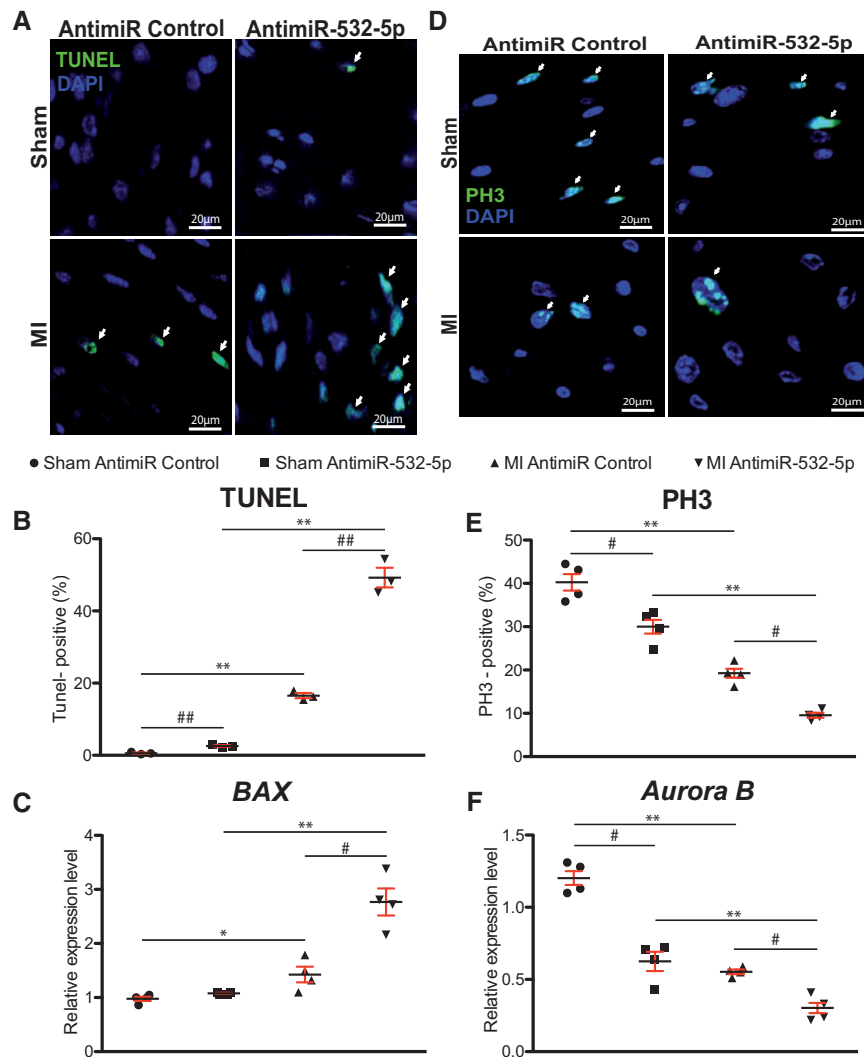 A
AntimiR Control
AntimiR-532-5p
TUNEL
DAPI
Sham
20µm
20µm
MI
20µm
20µm
D
AntimiR Control
AntimiR-532-5p
Sham
PH3
DAPI
20µm
20µm
MI
20µm
20µm
● Sham AntimiR Control ■ Sham AntimiR-532-5p ▲ MI AntimiR Control ▼ MI AntimiR-532-5p
B
TUNEL
Tunel- positive (%)
60
40
20
0
**
##
**
##
E
PH3
PH3 - positive (%)
50
40
30
20
10
0
**
#
**
#
C
BAX
Relative expression level
4
3
2
1
0
**
#
*
F
Aurora B
Relative expression level
1.5
1.0
0.5
0.0
**
#
**
#